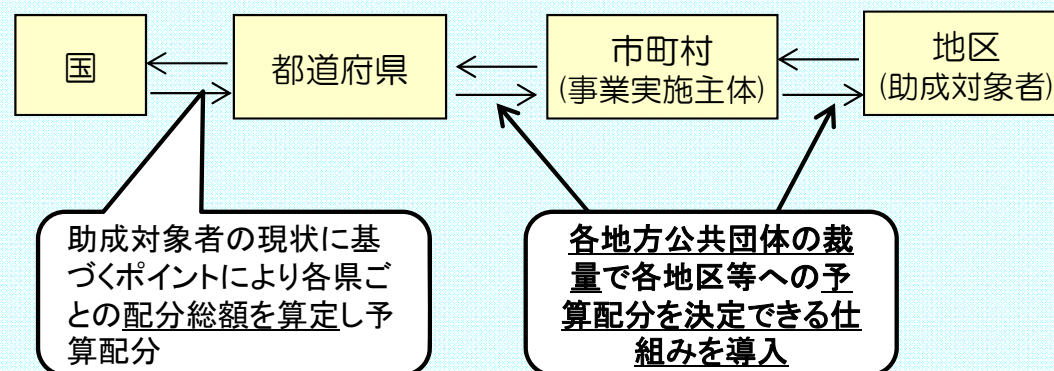 国
都道府県
市町村
(事業実施主体)
地区
(助成対象者)
助成対象者の現状に基
づくポイントにより各県ご
との配分総額を算定し予
算配分
各地方公共団体の裁
量で各地区等への予
算配分を決定できる仕
組みを導入